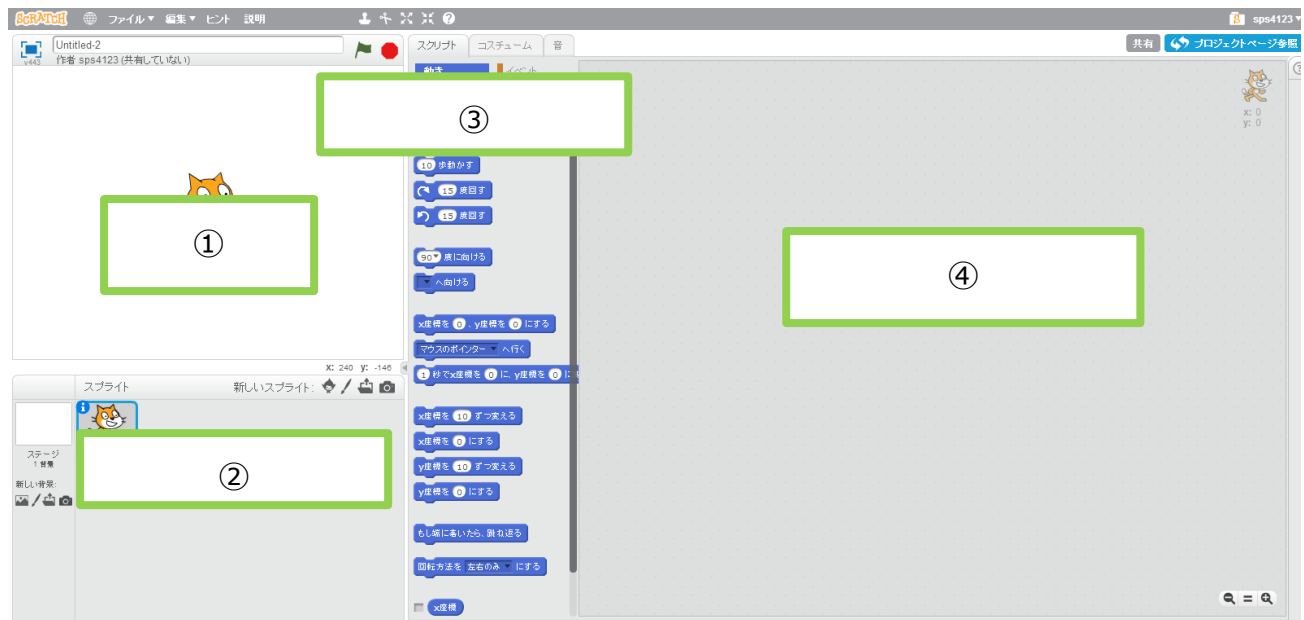 SCRATCH ファイル▼ 編集▼ ヒント 説明 sps4123▼
Untitled-2
v443 作者 sps4123 (共有していない)
スクリプト コスチューム 音
共有 プロジェクトページ参照
動き イベント
③
x: 0
y: 0
①
④
10 歩動かす
15 度回す
15 度回す
90▼ 度に向ける
▼ へ向ける
x座標を 0 、y座標を 0 にする
マウスのポインター ▼ へ行く
1 秒でx座標を 0 に、y座標を 0 に
x座標を 10 ずつ変える
x座標を 0 にする
y座標を 10 ずつ変える
y座標を 0 にする
もし端に着いたら、跳ね返る
回転方法を 左右のみ ▼ にする
x座標
X: 240 y: -146
スプライト 新しいスプライト:
ステージ
1 背景
新しい背景:
②